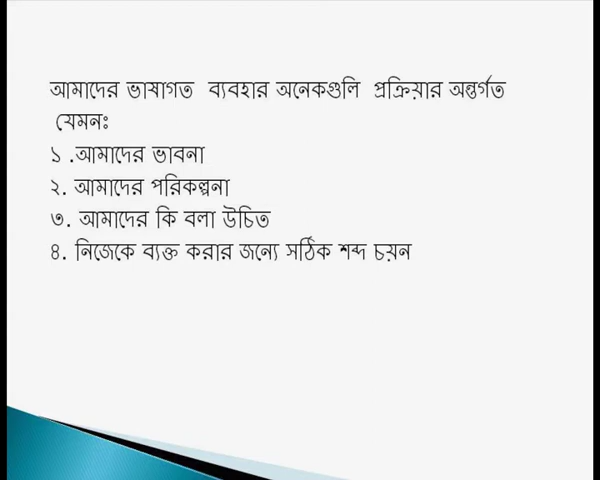 আমাদের ভাষাগত ব্যবহার অনেকগুলি প্রক্রিয়ার অন্তর্গত
যেমনঃ
১ .আমাদের ভাবনা
২. আমাদের পরিকল্পনা
৩. আমাদের কি বলা উচিত
৪. নিজেকে ব্যক্ত করার জন্যে সঠিক শব্দ চয়ন